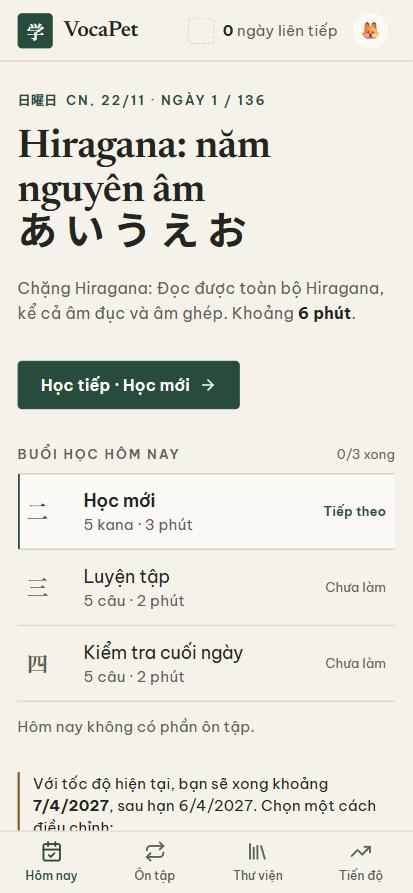 学 VocaPet 0 ngày liên tiếp
日曜日 CN, 22/11 · NGÀY 1 / 136
Hiragana: năm
nguyên âm
あいうえお
Chặng Hiragana: Đọc được toàn bộ Hiragana,
kể cả âm đục và âm ghép. Khoảng 6 phút.
Học tiếp · Học mới →
BUỔI HỌC HÔM NAY 0/3 xong
二 Học mới Tiếp theo
5 kana · 3 phút
三 Luyện tập Chưa làm
5 câu · 2 phút
四 Kiểm tra cuối ngày Chưa làm
5 câu · 2 phút
Hôm nay không có phần ôn tập.
Với tốc độ hiện tại, bạn sẽ xong khoảng
7/4/2027, sau hạn 6/4/2027. Chọn một cách
điều chỉnh:
Hôm nay Ôn tập Thư viện Tiến độ